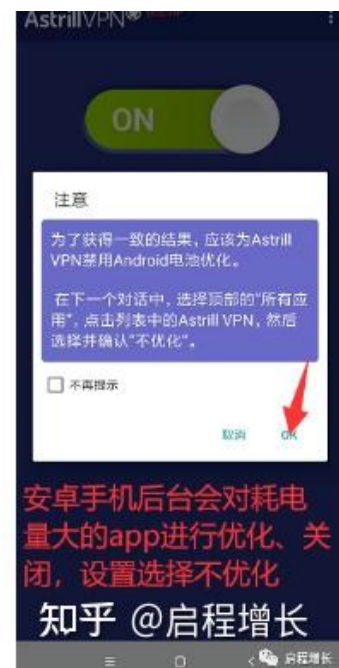 AstrillVPN®
ON
注意
为了获得一致的结果，应该为Astrill
VPN禁用Android电池优化。
在下一个对话中，选择顶部的"所有应
用"，点击列表中的Astrill VPN，然后
选择并确认"不优化"。
不再提示
取消 OK
安卓手机后台会对耗电
量大的app进行优化、关
闭，设置选择不优化
知乎 @启程增长
启程增长